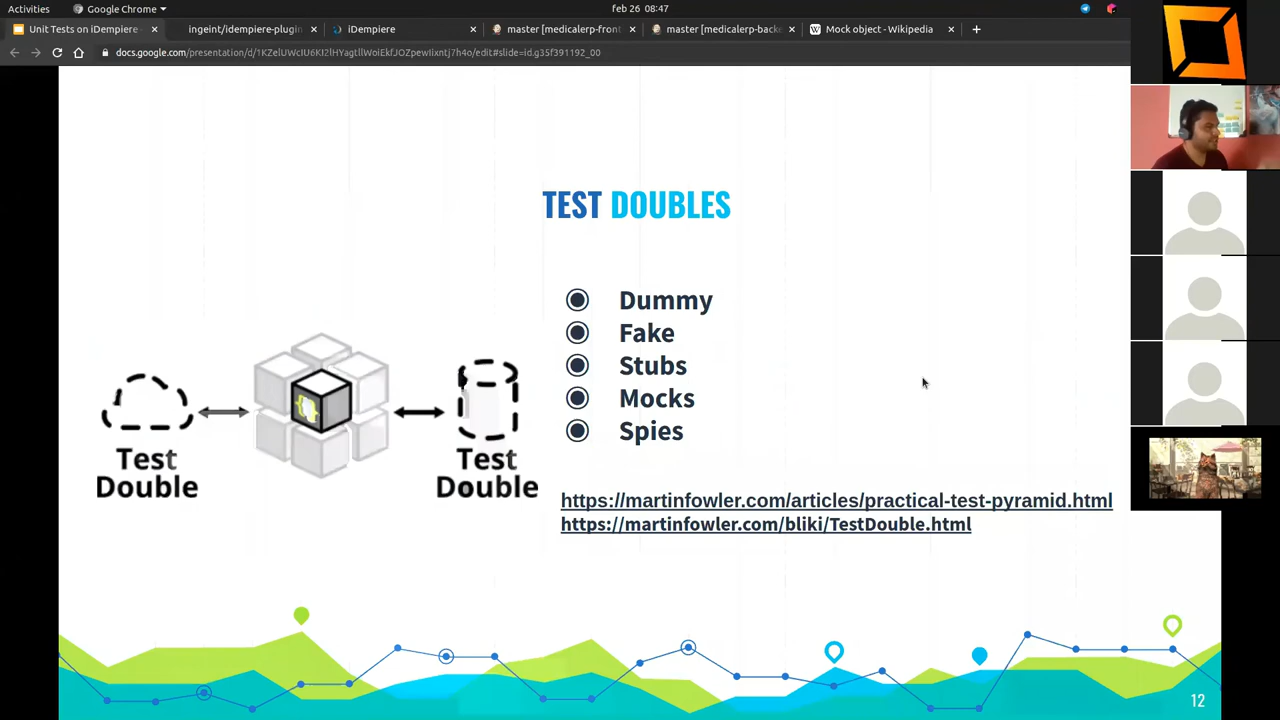 Activities
Google Chrome
feb 26 08:47
Unit Tests on iDempiere -
ingeint/idempiere-plugin
iDempiere
master [medicalerp-front
master [medicalerp-backe
Mock object - Wikipedia
TEST DOUBLES
Dummy
Fake
Stubs
Mocks
Spies
Test
Double
Test
Double
https://martinfowler.com/articles/practical-test-pyramid.html
https://martinfowler.com/bliki/TestDouble.html
12